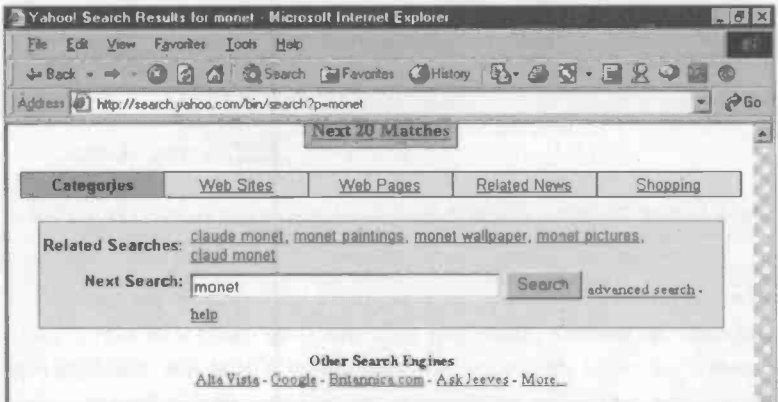 Yahoo! Search Results for monet - Microsoft Internet Explorer
File Edit View Favorites Tools Help
Back Search Favorites History
Address http://search.yahoo.com/bin/search?p=monet Go
Next 20 Matches
Categories Web Sites Web Pages Related News Shopping
Related Searches: claude monet, monet paintings, monet wallpaper, monet pictures,
claud monet
Next Search: monet Search advanced search -
help
Other Search Engines
Alta Vista - Google - Britannica.com - Ask Jeeves - More...